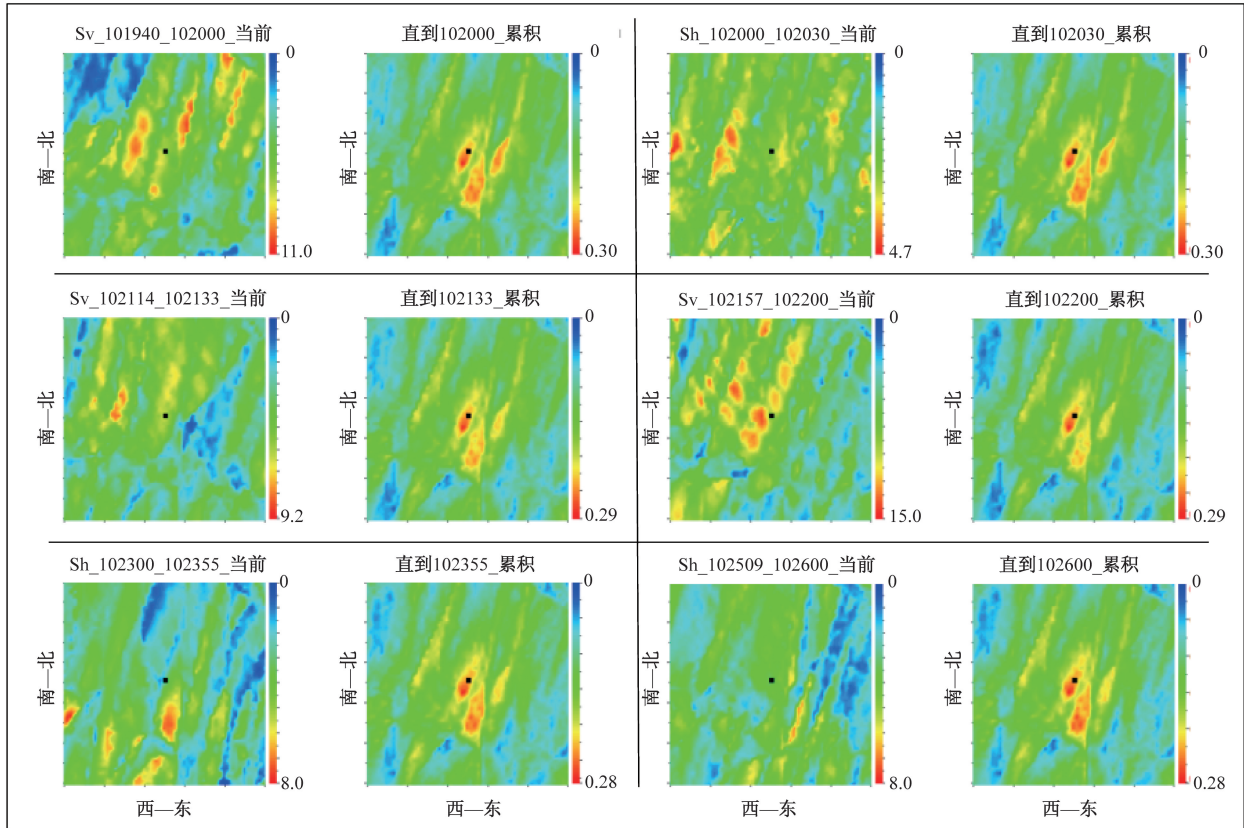 Sv_101940_102000_当前
直到102000_累积
Sh_102000_102030_当前
直到102030_累积
0
0
0
0
南—北
南—北
南—北
南—北
11.0
0.30
4.7
0.30
Sv_102114_102133_当前
直到102133_累积
Sv_102157_102200_当前
直到102200_累积
0
0
0
0
南—北
南—北
南—北
南—北
9.2
0.29
15.0
0.29
Sh_102300_102355_当前
直到102355_累积
Sh_102509_102600_当前
直到102600_累积
0
0
0
0
南—北
南—北
南—北
南—北
8.0
0.28
8.0
0.28
西—东
西—东
西—东
西—东